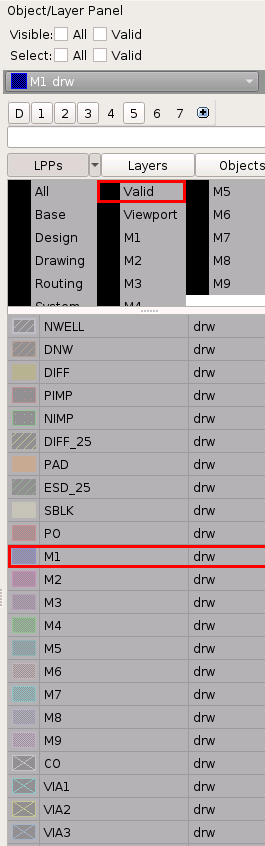 Object/Layer Panel
Visible: All Valid
Select: All Valid
M1 drw
D 1 2 3 4 5 6 7
LPPs Layers Objects
All Valid M5
Base Viewport M6
Design M1 M7
Drawing M2 M8
Routing M3 M9
System M4
NWELL drw
DNW drw
DIFF drw
PIMP drw
NIMP drw
DIFF_25 drw
PAD drw
ESD_25 drw
SBLK drw
PO drw
M1 drw
M2 drw
M3 drw
M4 drw
M5 drw
M6 drw
M7 drw
M8 drw
M9 drw
CO drw
VIA1 drw
VIA2 drw
VIA3 drw